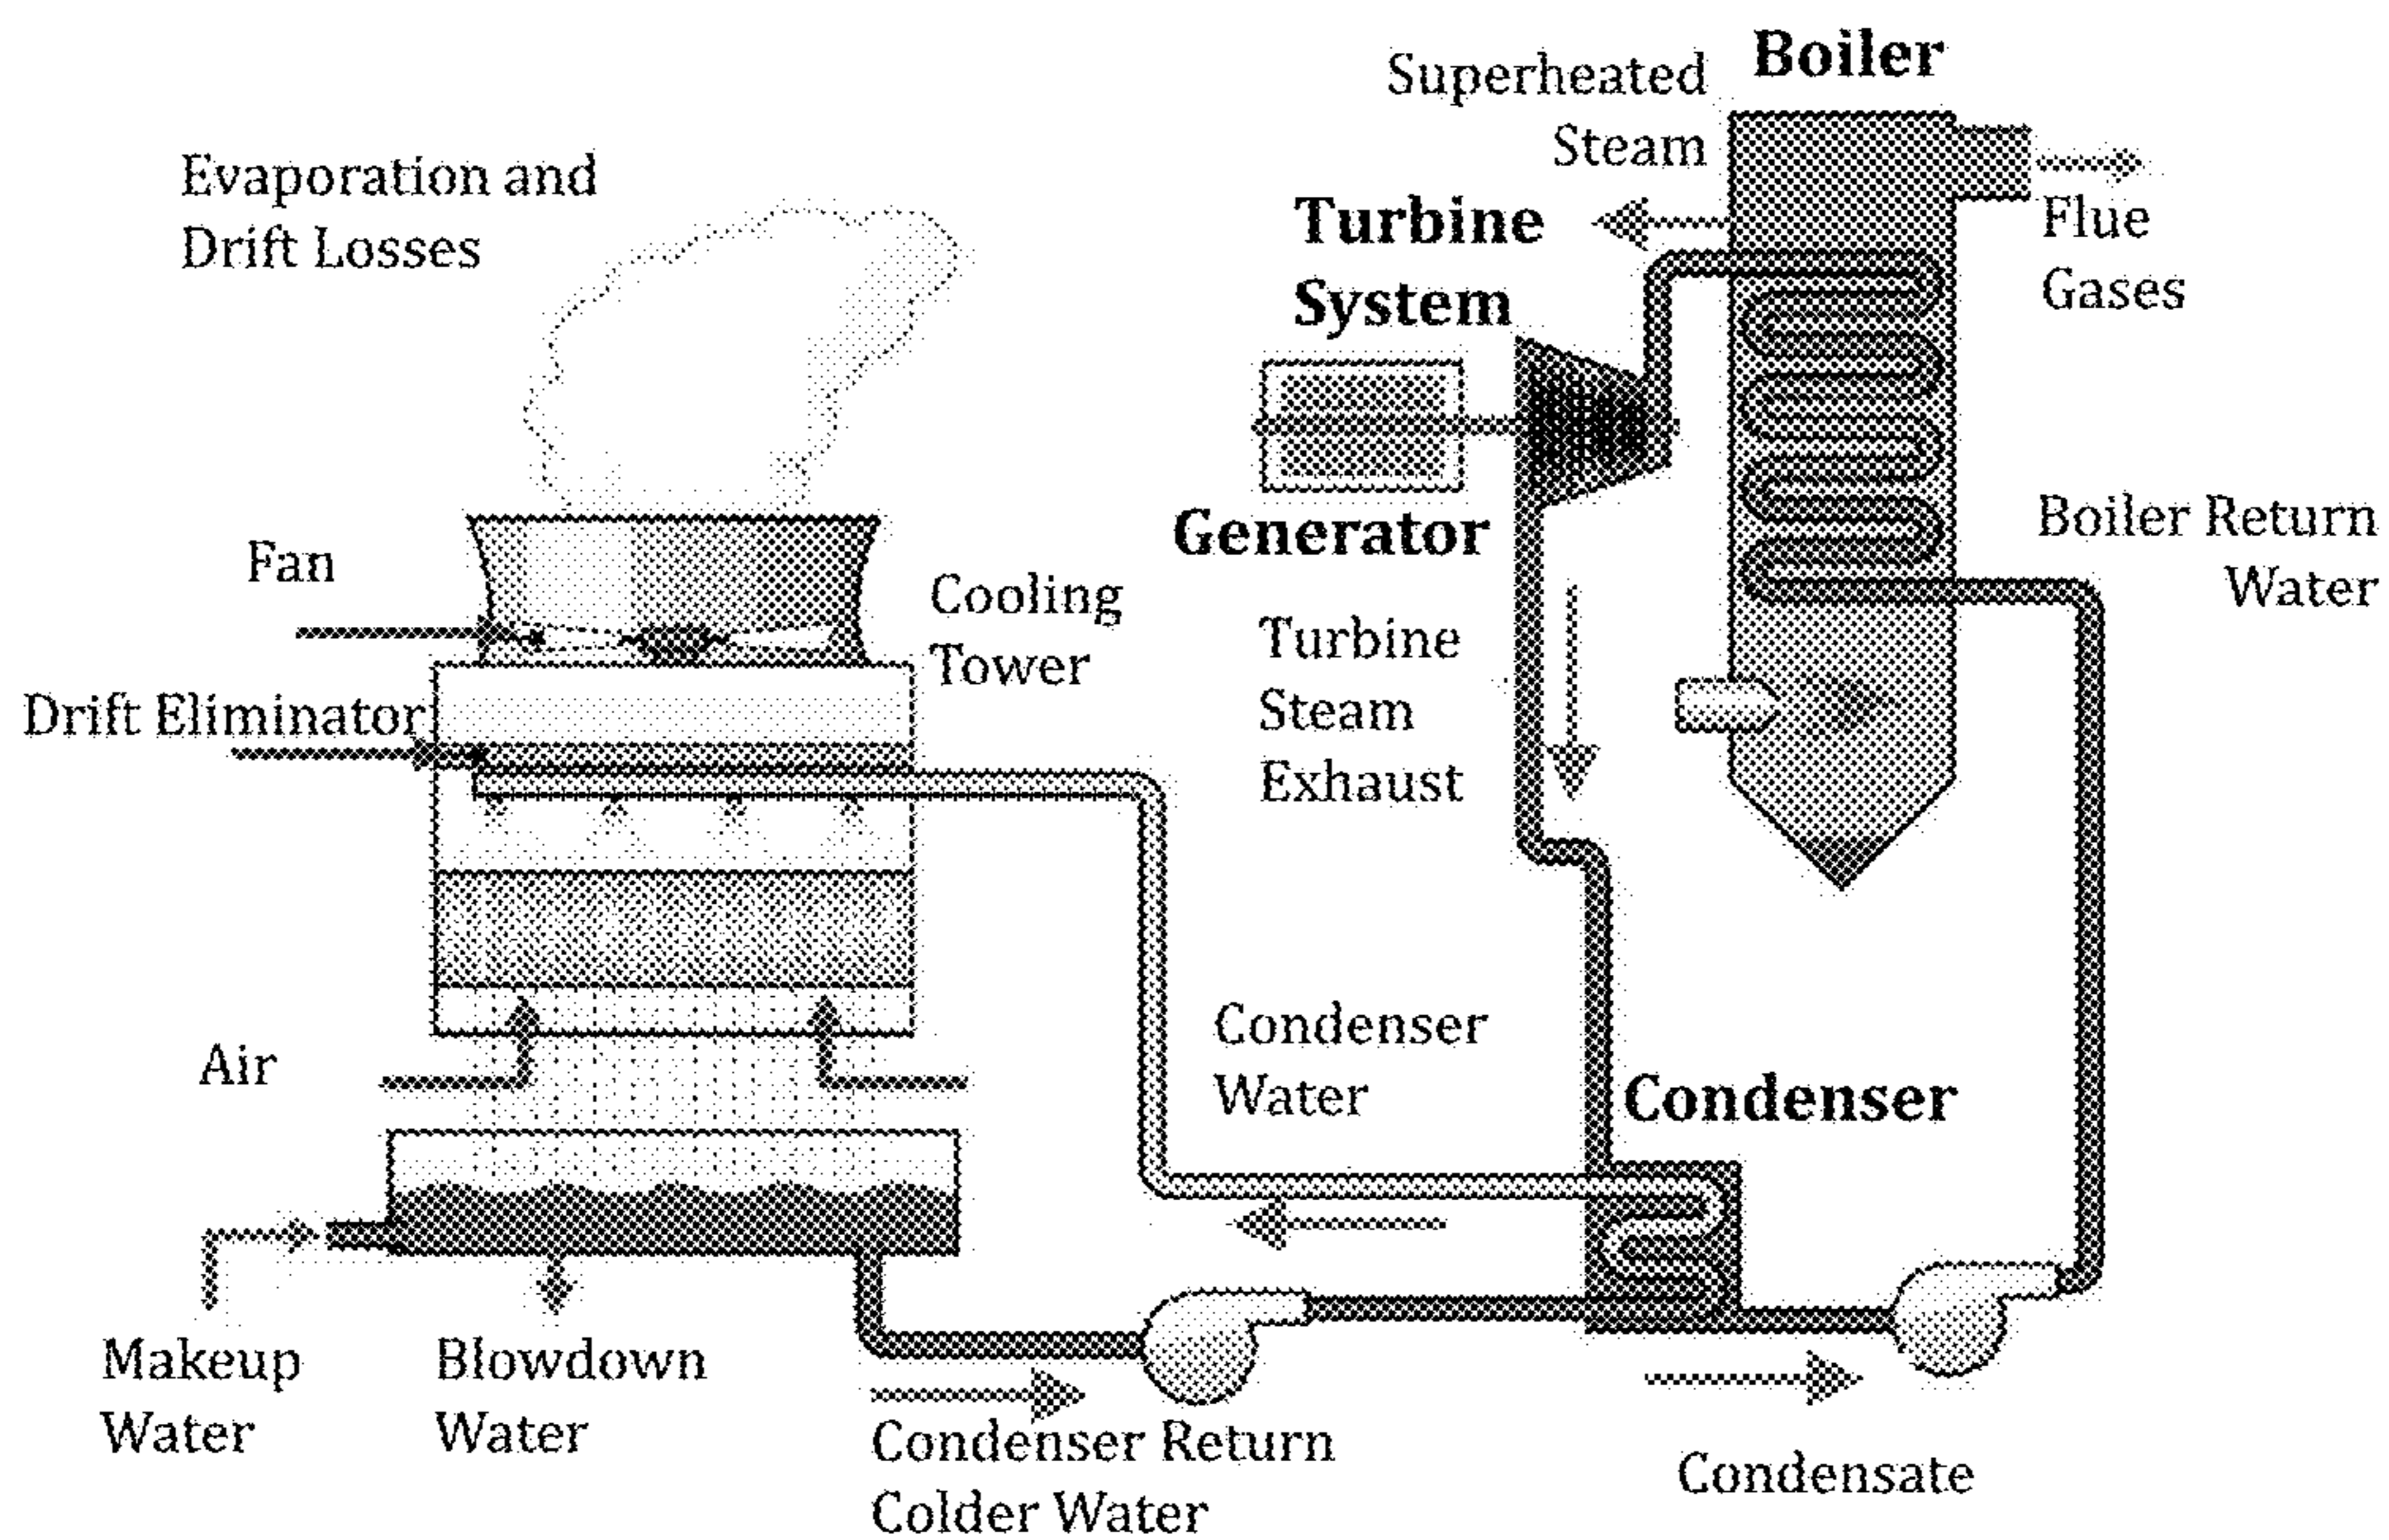 Superheated
Steam
Boiler
Evaporation and
Drift Losses
Turbine
System
Flue
Gases
Fan
Cooling
Tower
Generator
Boiler Return
Water
Drift Eliminator
Turbine
Steam
Exhaust
Air
Condenser
Water
Condenser
Makeup
Water
Blowdown
Water
Condenser Return
Colder Water
Condensate